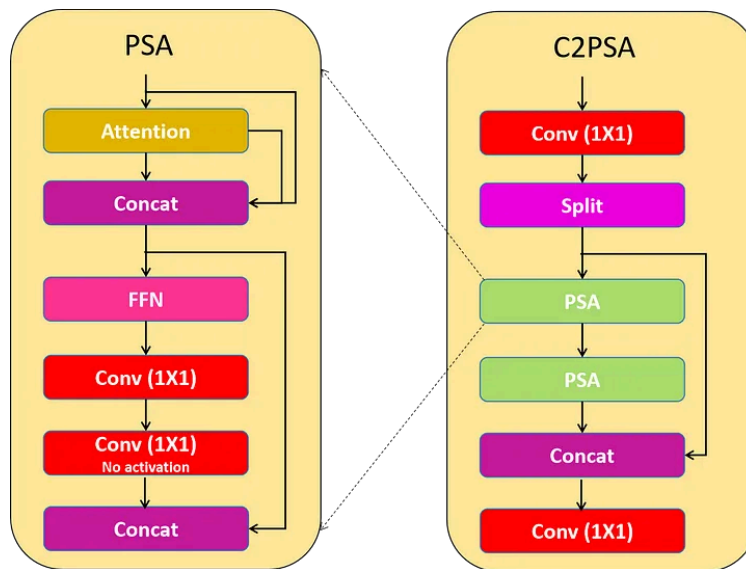 PSA
Attention
Concat
FFN
Conv (1X1)
Conv (1X1)
No activation
Concat
C2PSA
Conv (1X1)
Split
PSA
PSA
Concat
Conv (1X1)